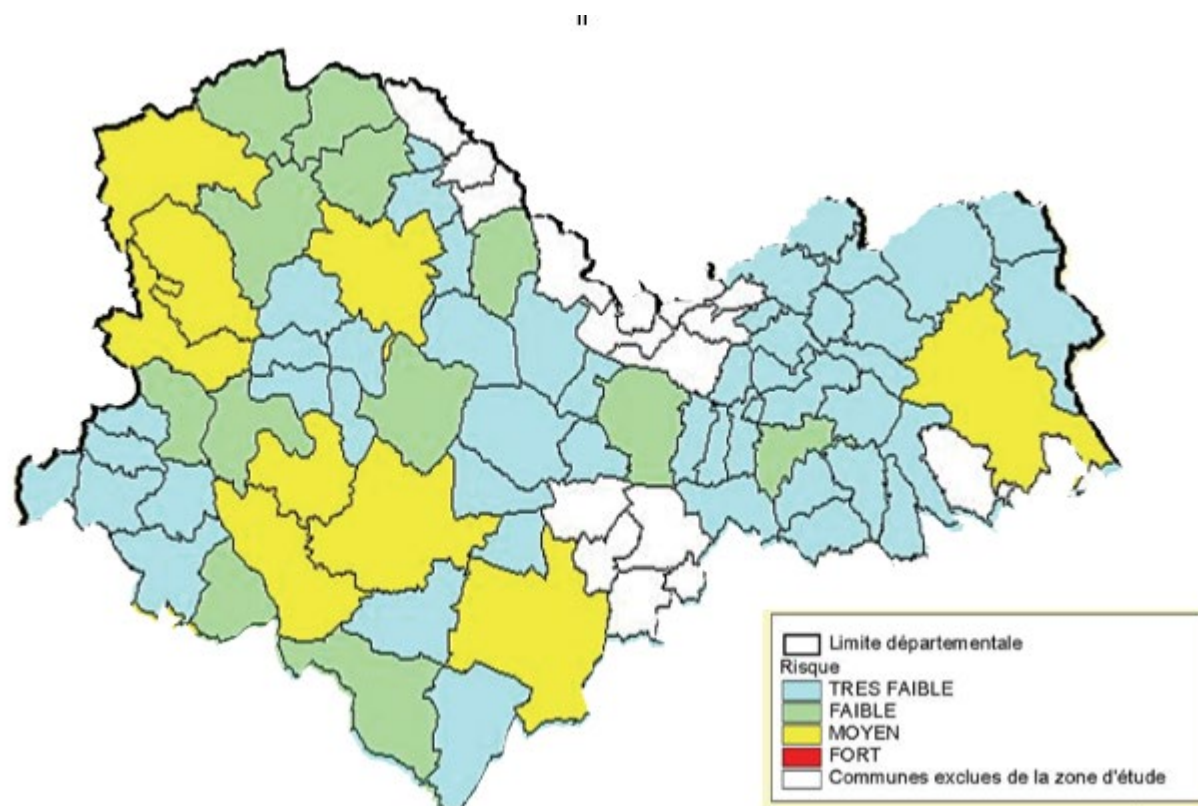 Limite départementale
Risque
TRES FAIBLE
FAIBLE
MOYEN
FORT
Communes exclues de la zone d'étude